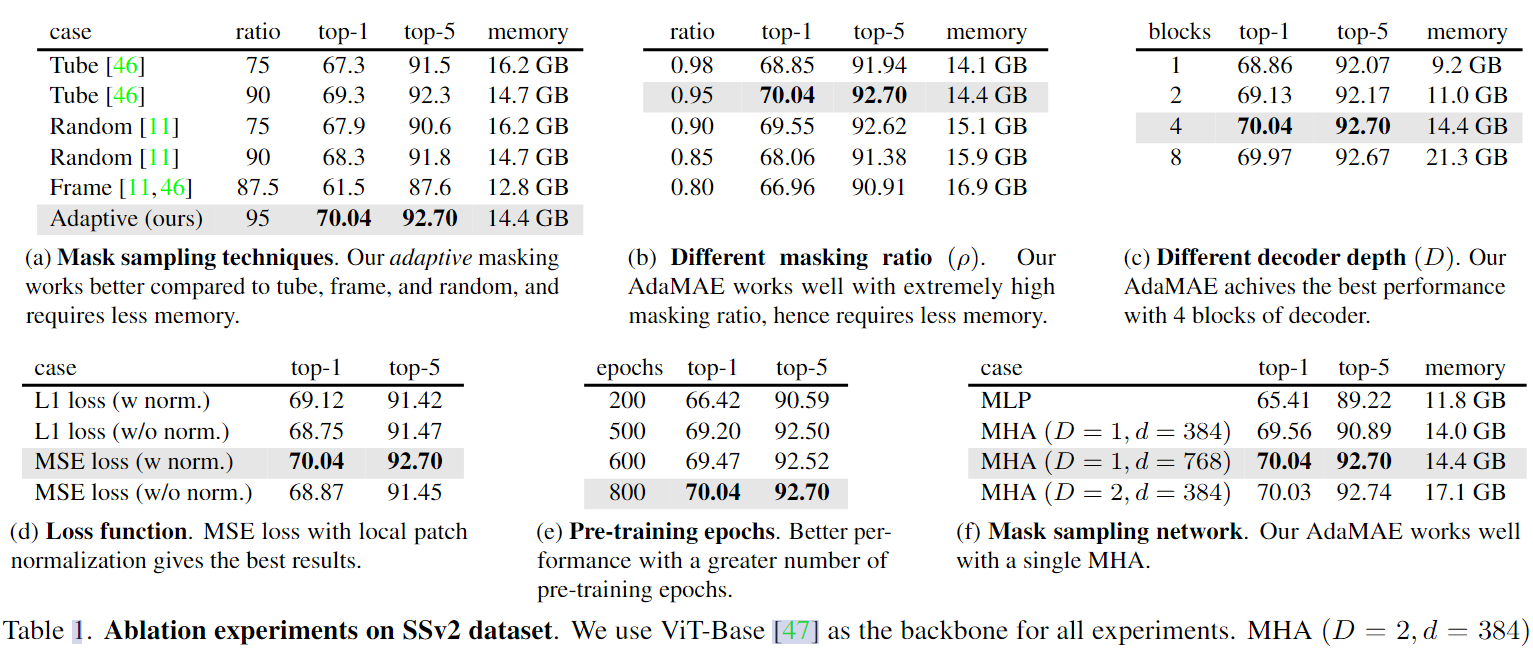 case ratio top-1 top-5 memory
Tube [46] 75 67.3 91.5 16.2 GB
Tube [46] 90 69.3 92.3 14.7 GB
Random [11] 75 67.9 90.6 16.2 GB
Random [11] 90 68.3 91.8 14.7 GB
Frame [11,46] 87.5 61.5 87.6 12.8 GB
Adaptive (ours) 95 70.04 92.70 14.4 GB
(a) Mask sampling techniques. Our adaptive masking
works better compared to tube, frame, and random, and
requires less memory.
ratio top-1 top-5 memory
0.98 68.85 91.94 14.1 GB
0.95 70.04 92.70 14.4 GB
0.90 69.55 92.62 15.1 GB
0.85 68.06 91.38 15.9 GB
0.80 66.96 90.91 16.9 GB
(b) Different masking ratio (ρ). Our
AdaMAE works well with extremely high
masking ratio, hence requires less memory.
blocks top-1 top-5 memory
1 68.86 92.07 9.2 GB
2 69.13 92.17 11.0 GB
4 70.04 92.70 14.4 GB
8 69.97 92.67 21.3 GB
(c) Different decoder depth (D). Our
AdaMAE achives the best performance
with 4 blocks of decoder.
case top-1 top-5
L1 loss (w norm.) 69.12 91.42
L1 loss (w/o norm.) 68.75 91.47
MSE loss (w norm.) 70.04 92.70
MSE loss (w/o norm.) 68.87 91.45
(d) Loss function. MSE loss with local patch
normalization gives the best results.
epochs top-1 top-5
200 66.42 90.59
500 69.20 92.50
600 69.47 92.52
800 70.04 92.70
(e) Pre-training epochs. Better per-
formance with a greater number of
pre-training epochs.
case top-1 top-5 memory
MLP 65.41 89.22 11.8 GB
MHA (D = 1, d = 384) 69.56 90.89 14.0 GB
MHA (D = 1, d = 768) 70.04 92.70 14.4 GB
MHA (D = 2, d = 384) 70.03 92.74 17.1 GB
(f) Mask sampling network. Our AdaMAE works well
with a single MHA.
Table 1. Ablation experiments on SSv2 dataset. We use ViT-Base [47] as the backbone for all experiments. MHA (D = 2, d = 384)